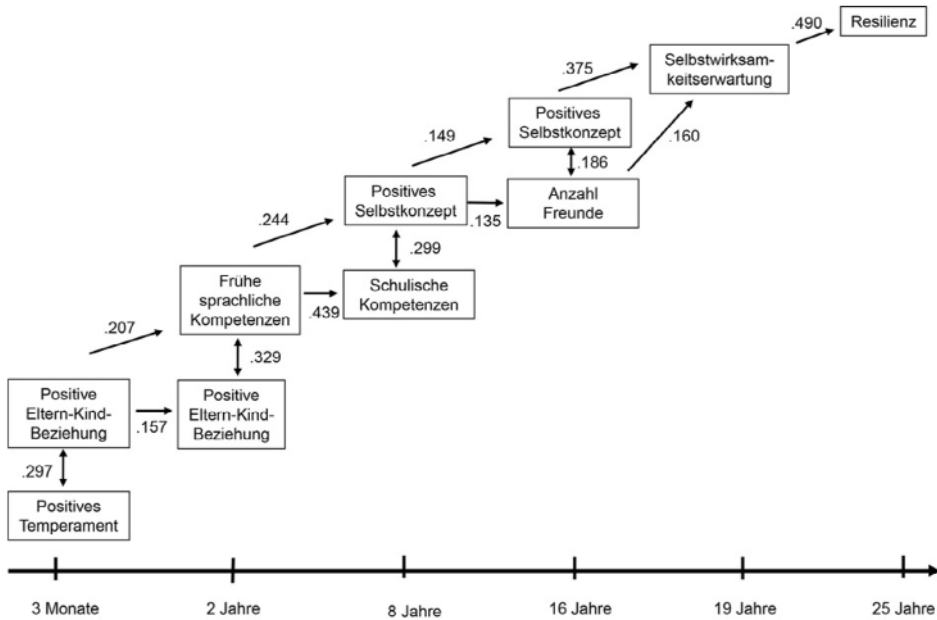 .490
Resilienz
Selbstwirksam-
keitserwartung
.375
Positives
Selbstkonzept
.160
.149
.186
Anzahl
Freunde
Positives
Selbstkonzept
.135
.244
.299
Schulische
Kompetenzen
Frühe
sprachliche
Kompetenzen
.439
.207
.329
Positive
Eltern-Kind-
Beziehung
.157
Positive
Eltern-Kind-
Beziehung
.297
Positives
Temperament
3 Monate
2 Jahre
8 Jahre
16 Jahre
19 Jahre
25 Jahre